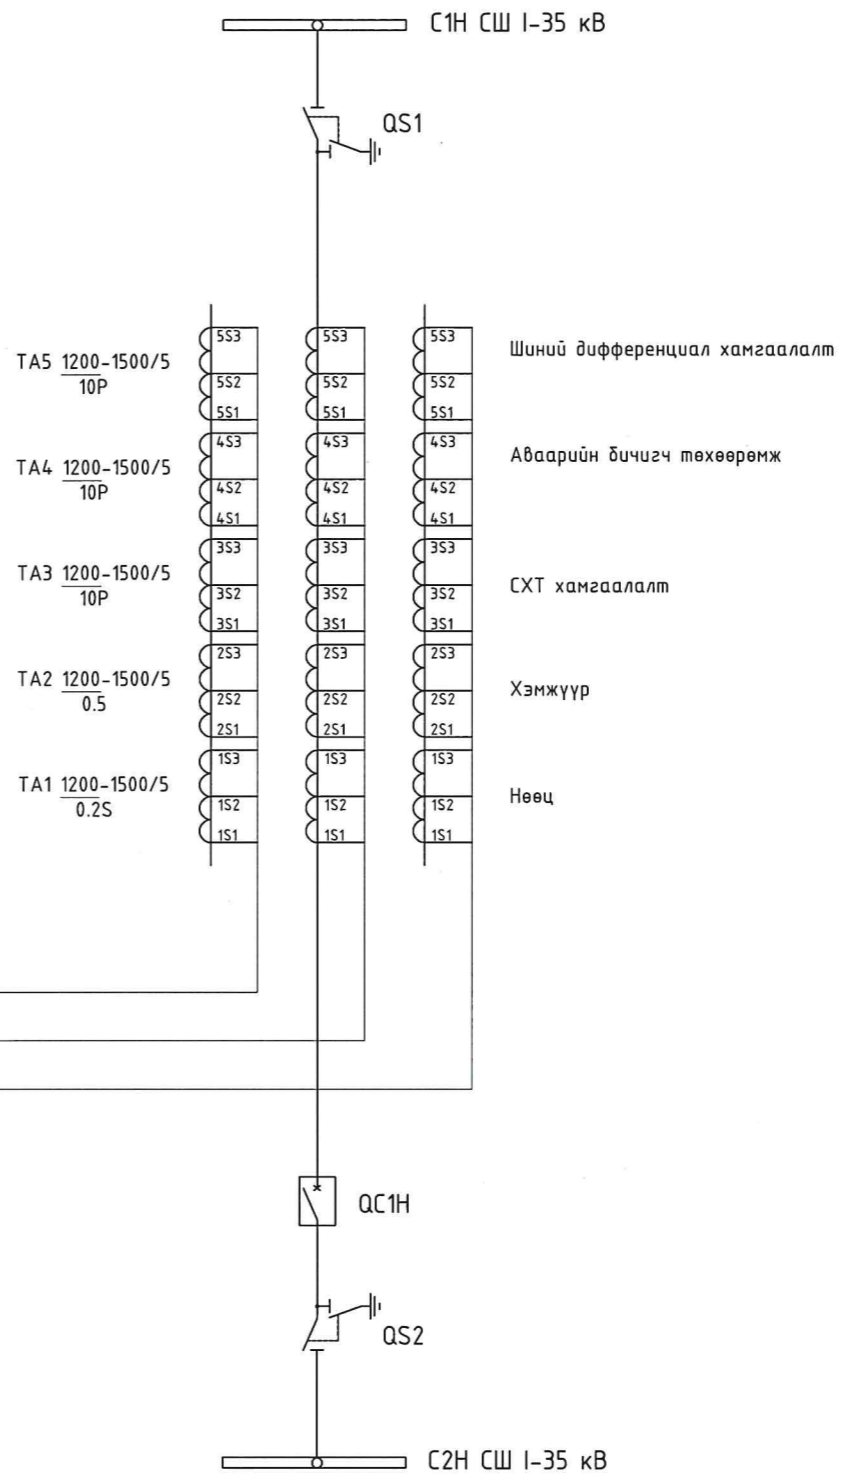 С1Н СШ I-35 кВ
QS1
5S3 5S3 5S3
TA5 1200-1500/5
10P
Шиний дифференциал хамгаалалт
5S2 5S2 5S2
5S1 5S1 5S1
4S3 4S3 4S3
TA4 1200-1500/5
10P
Аваарийн бичигч төхөөрөмж
4S2 4S2 4S2
4S1 4S1 4S1
3S3 3S3 3S3
TA3 1200-1500/5
10P
СХТ хамгаалалт
3S2 3S2 3S2
3S1 3S1 3S1
2S3 2S3 2S3
TA2 1200-1500/5
0.5
Хэмжүүр
2S2 2S2 2S2
2S1 2S1 2S1
1S3 1S3 1S3
TA1 1200-1500/5
0.2S
Нөөц
1S2 1S2 1S2
1S1 1S1 1S1
QC1H
QS2
С2Н СШ I-35 кВ